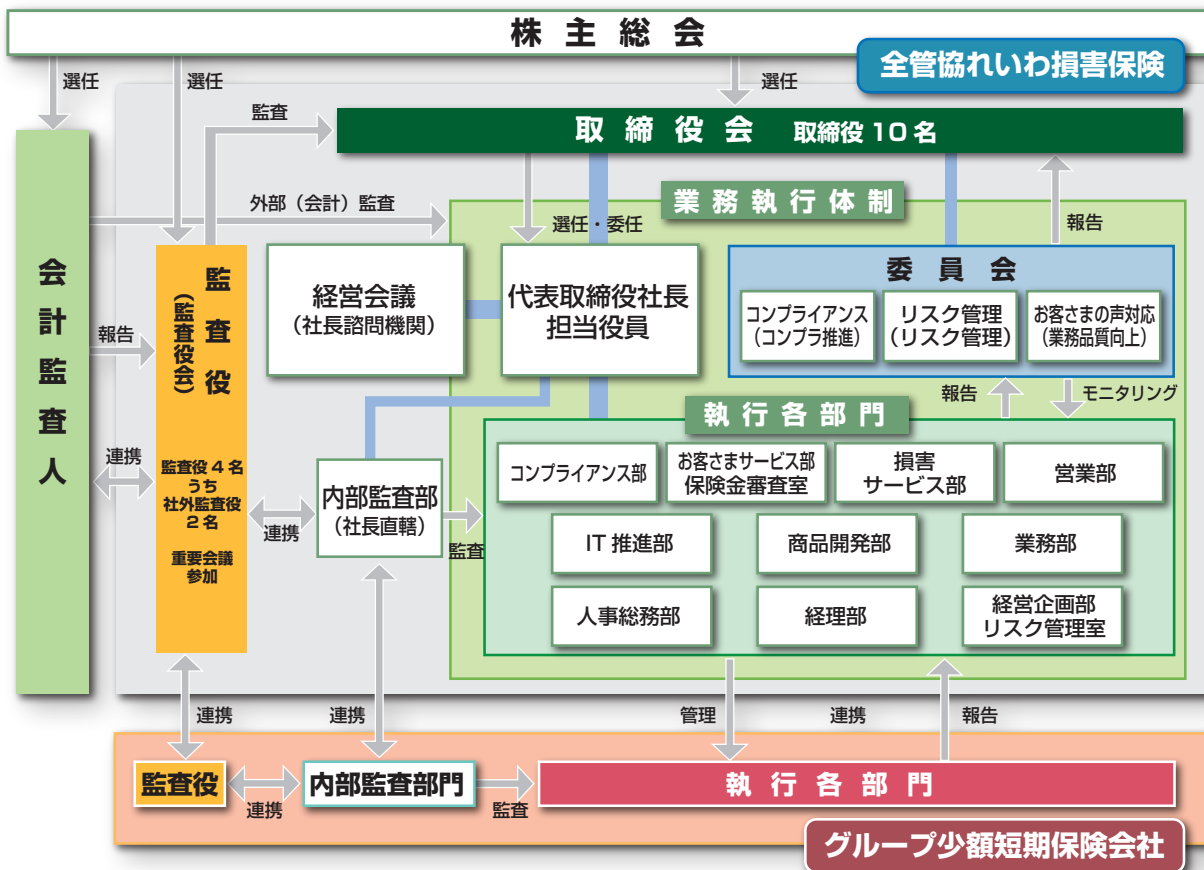 株主総会
全管協れいわ損害保険
選任
選任
選任
監査
取締役会 取締役10名
外部（会計）監査
業務執行体制
選任・委任
報告
会計監査人
監査役
（監査役会）
監査役4名
うち
社外監査役
2名
重要会議
参加
経営会議
（社長諮問機関）
代表取締役社長
担当役員
委員会
コンプライアンス
（コンプラ推進）
リスク管理
（リスク管理）
お客さまの声対応
（業務品質向上）
報告
報告
モニタリング
執行各部門
連携
コンプライアンス部
お客さまサービス部
保険金審査室
損害
サービス部
営業部
内部監査部
（社長直轄）
連携
監査
IT推進部
商品開発部
業務部
人事総務部
経理部
経営企画部
リスク管理室
連携
連携
管理
連携
報告
監査役
連携
内部監査部門
監査
執行各部門
グループ少額短期保険会社